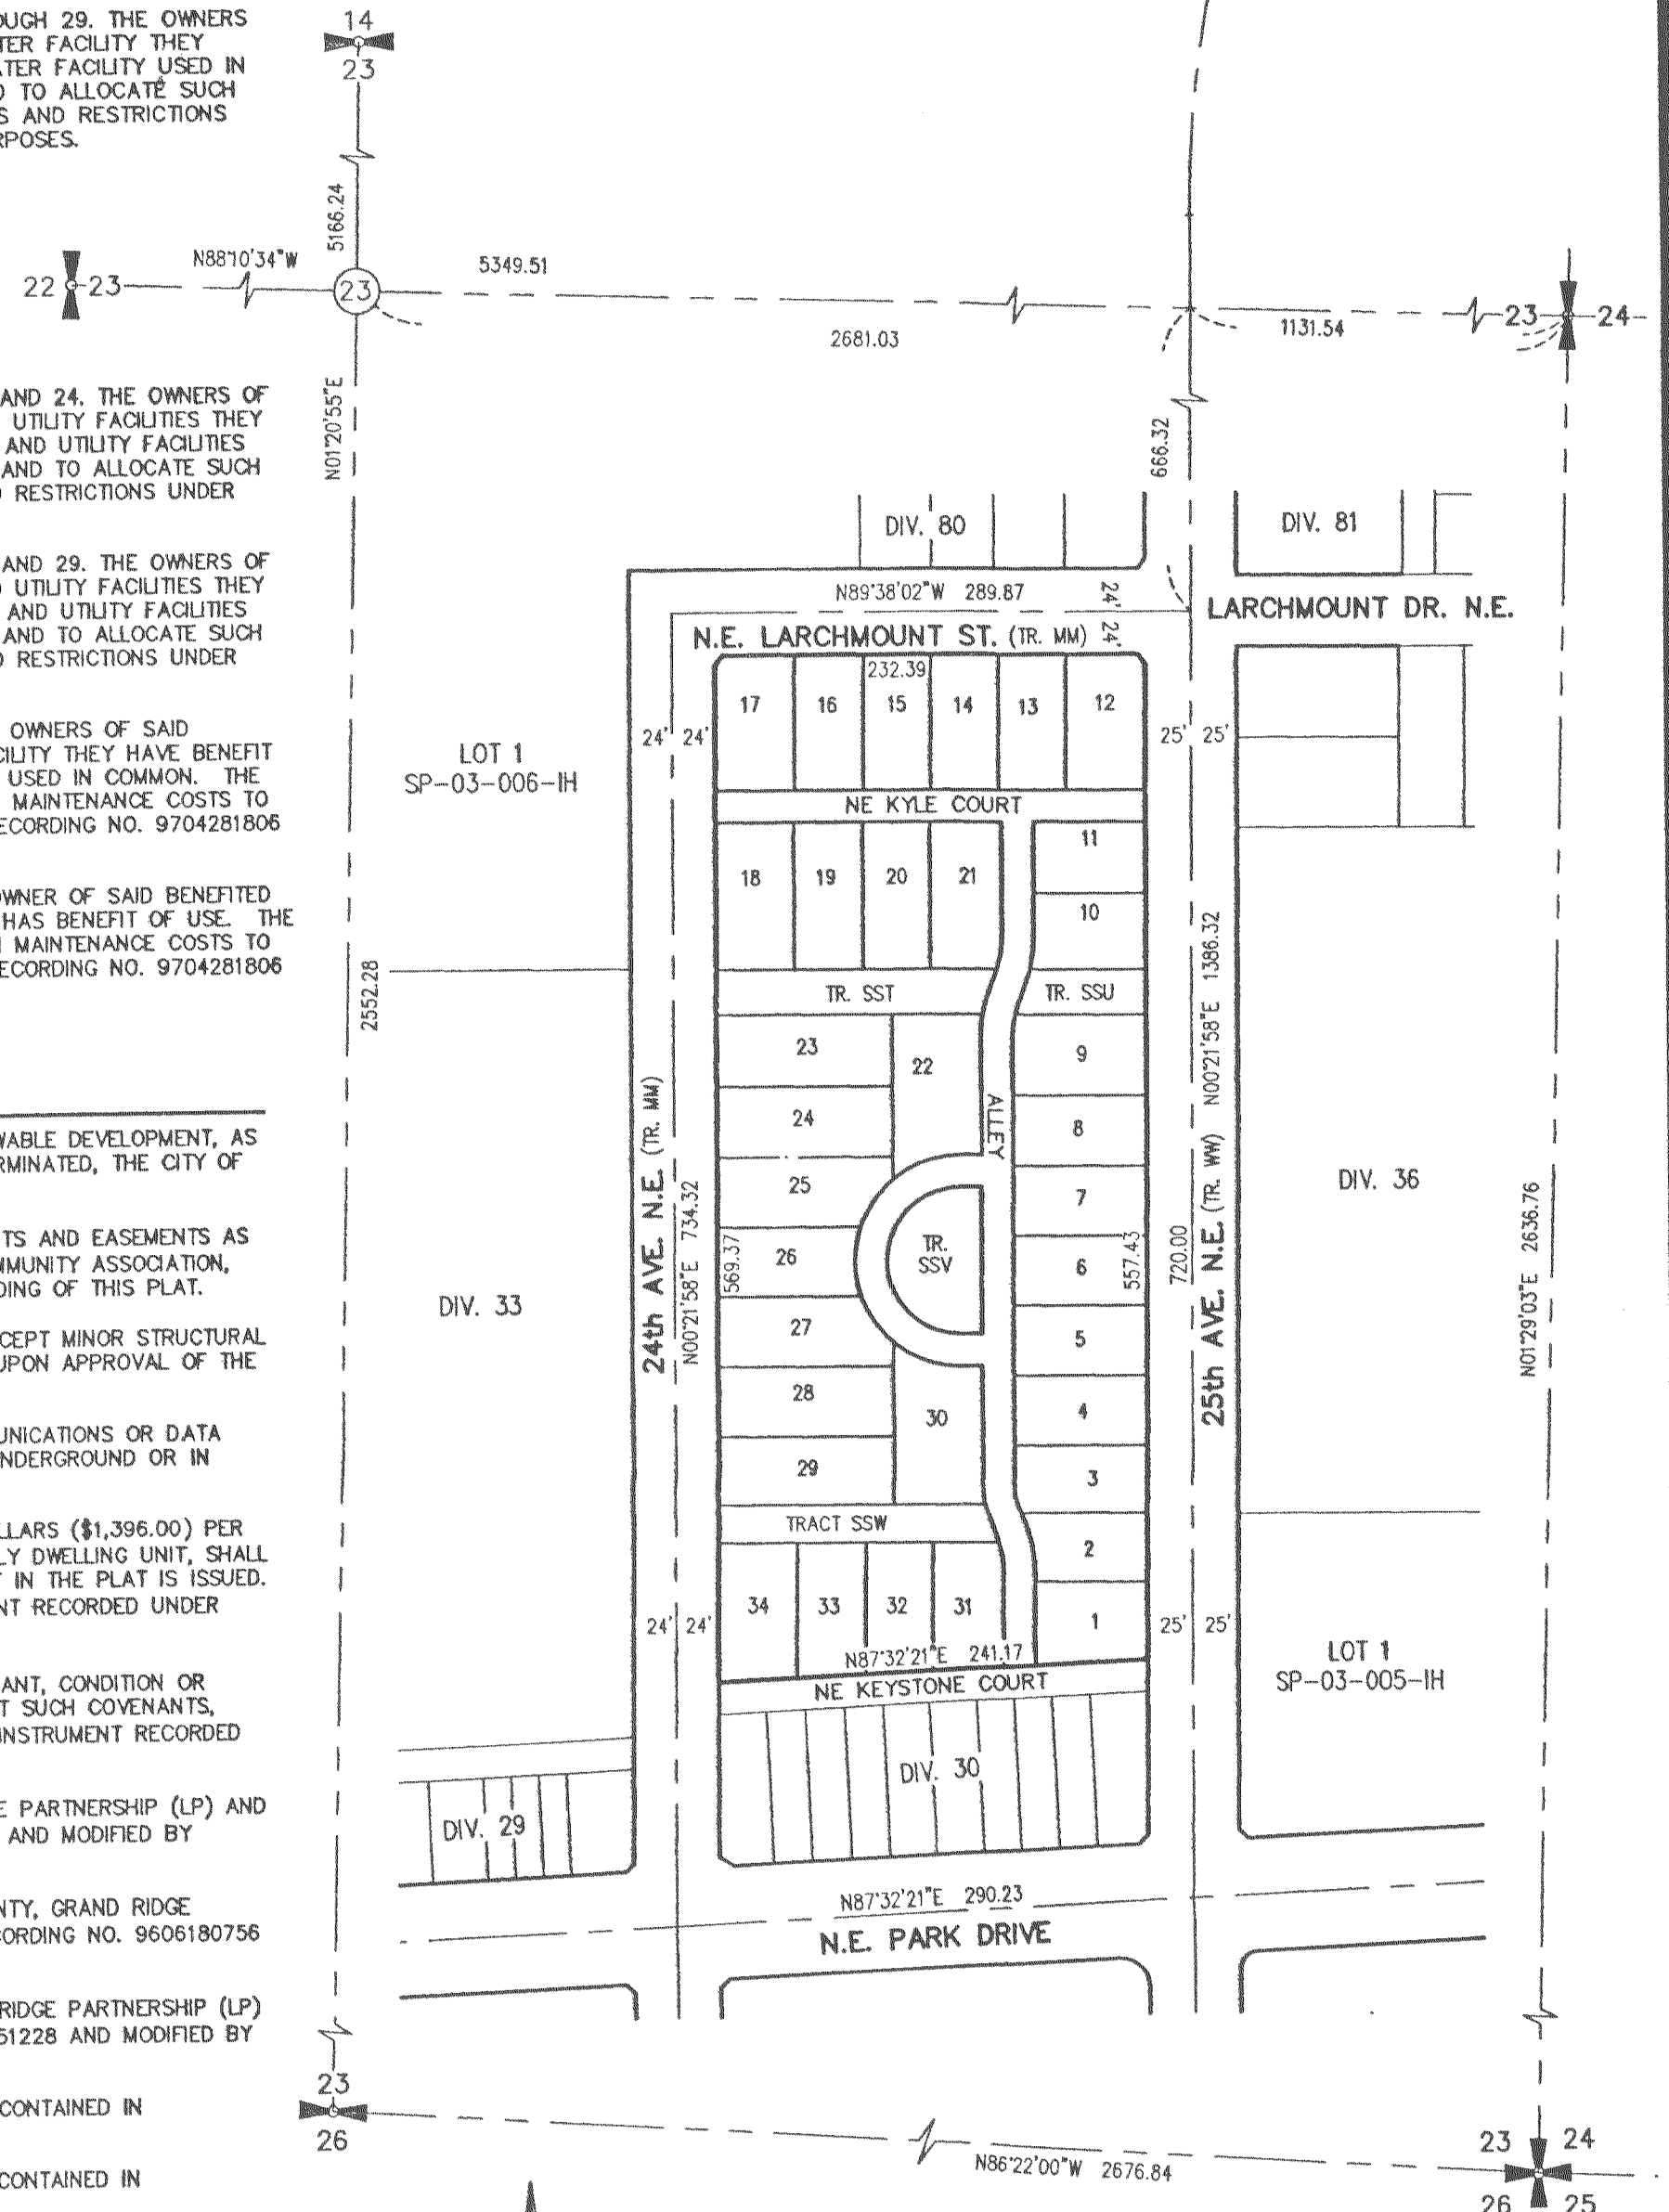 OUGH 29. THE OWNERS
TER FACILITY THEY
ATER FACILITY USED IN
D TO ALLOCATE SUCH
S AND RESTRICTIONS
RPOSES.
AND 24. THE OWNERS OF
UTILITY FACILITIES THEY
AND UTILITY FACILITIES
AND TO ALLOCATE SUCH
D RESTRICTIONS UNDER
AND 29. THE OWNERS OF
D UTILITY FACILITIES THEY
AND UTILITY FACILITIES
AND TO ALLOCATE SUCH
D RESTRICTIONS UNDER
OWNERS OF SAID
CILITY THEY HAVE BENEFIT
USED IN COMMON. THE
MAINTENANCE COSTS TO
ECORDING NO. 9704281806
OWNER OF SAID BENEFITED
HAS BENEFIT OF USE. THE
MAINTENANCE COSTS TO
ECORDING NO. 9704281806
WABLE DEVELOPMENT, AS
RMINATED, THE CITY OF
TS AND EASEMENTS AS
MMUNITY ASSOCIATION,
DING OF THIS PLAT.
CEPT MINOR STRUCTURAL
UPON APPROVAL OF THE
UNICATIONS OR DATA
NDERGROUND OR IN
LLARS ($1,396.00) PER
LY DWELLING UNIT, SHALL
T IN THE PLAT IS ISSUED.
NT RECORDED UNDER
ANT, CONDITION OR
T SUCH COVENANTS,
INSTRUMENT RECORDED
E PARTNERSHIP (LP) AND
AND MODIFIED BY
NTY, GRAND RIDGE
CORDING NO. 9606180756
RIDGE PARTNERSHIP (LP)
51228 AND MODIFIED BY
CONTAINED IN
CONTAINED IN
14
23
5166.24
22 23
N88°10'34"W
23
5349.51
2681.03
1131.54
23 24
N01°20'55"E
666.32
DIV. 80
DIV. 81
N89°38'02"W 289.87
24' 24'
LARCHMOUNT DR. N.E.
N.E. LARCHMOUNT ST. (TR. MM)
232.39
17 16 15 14 13 12
24' 24'
25' 25'
LOT 1
SP-03-006-IH
NE KYLE COURT
11
18 19 20 21
10
2552.28
TR. SST
TR. SSU
N00°21'58"E 1386.32
23
22
9
24
ALLEY
8
25
7
24th AVE. N.E. (TR. MM)
N00°21'58"E 734.32
569.37
26
TR.
SSV
6
557.43
720.00
25th AVE. N.E. (TR. WW)
DIV. 36
N01°29'03"E 2636.76
DIV. 33
27
5
28
30
4
29
3
TRACT SSW
2
34 33 32 31
1
24' 24'
25' 25'
N87°32'21"E 241.17
NE KEYSTONE COURT
LOT 1
SP-03-005-IH
DIV. 30
DIV. 29
N87°32'21"E 290.23
N.E. PARK DRIVE
23
26
N86°22'00"W 2676.84
23 24
26 25